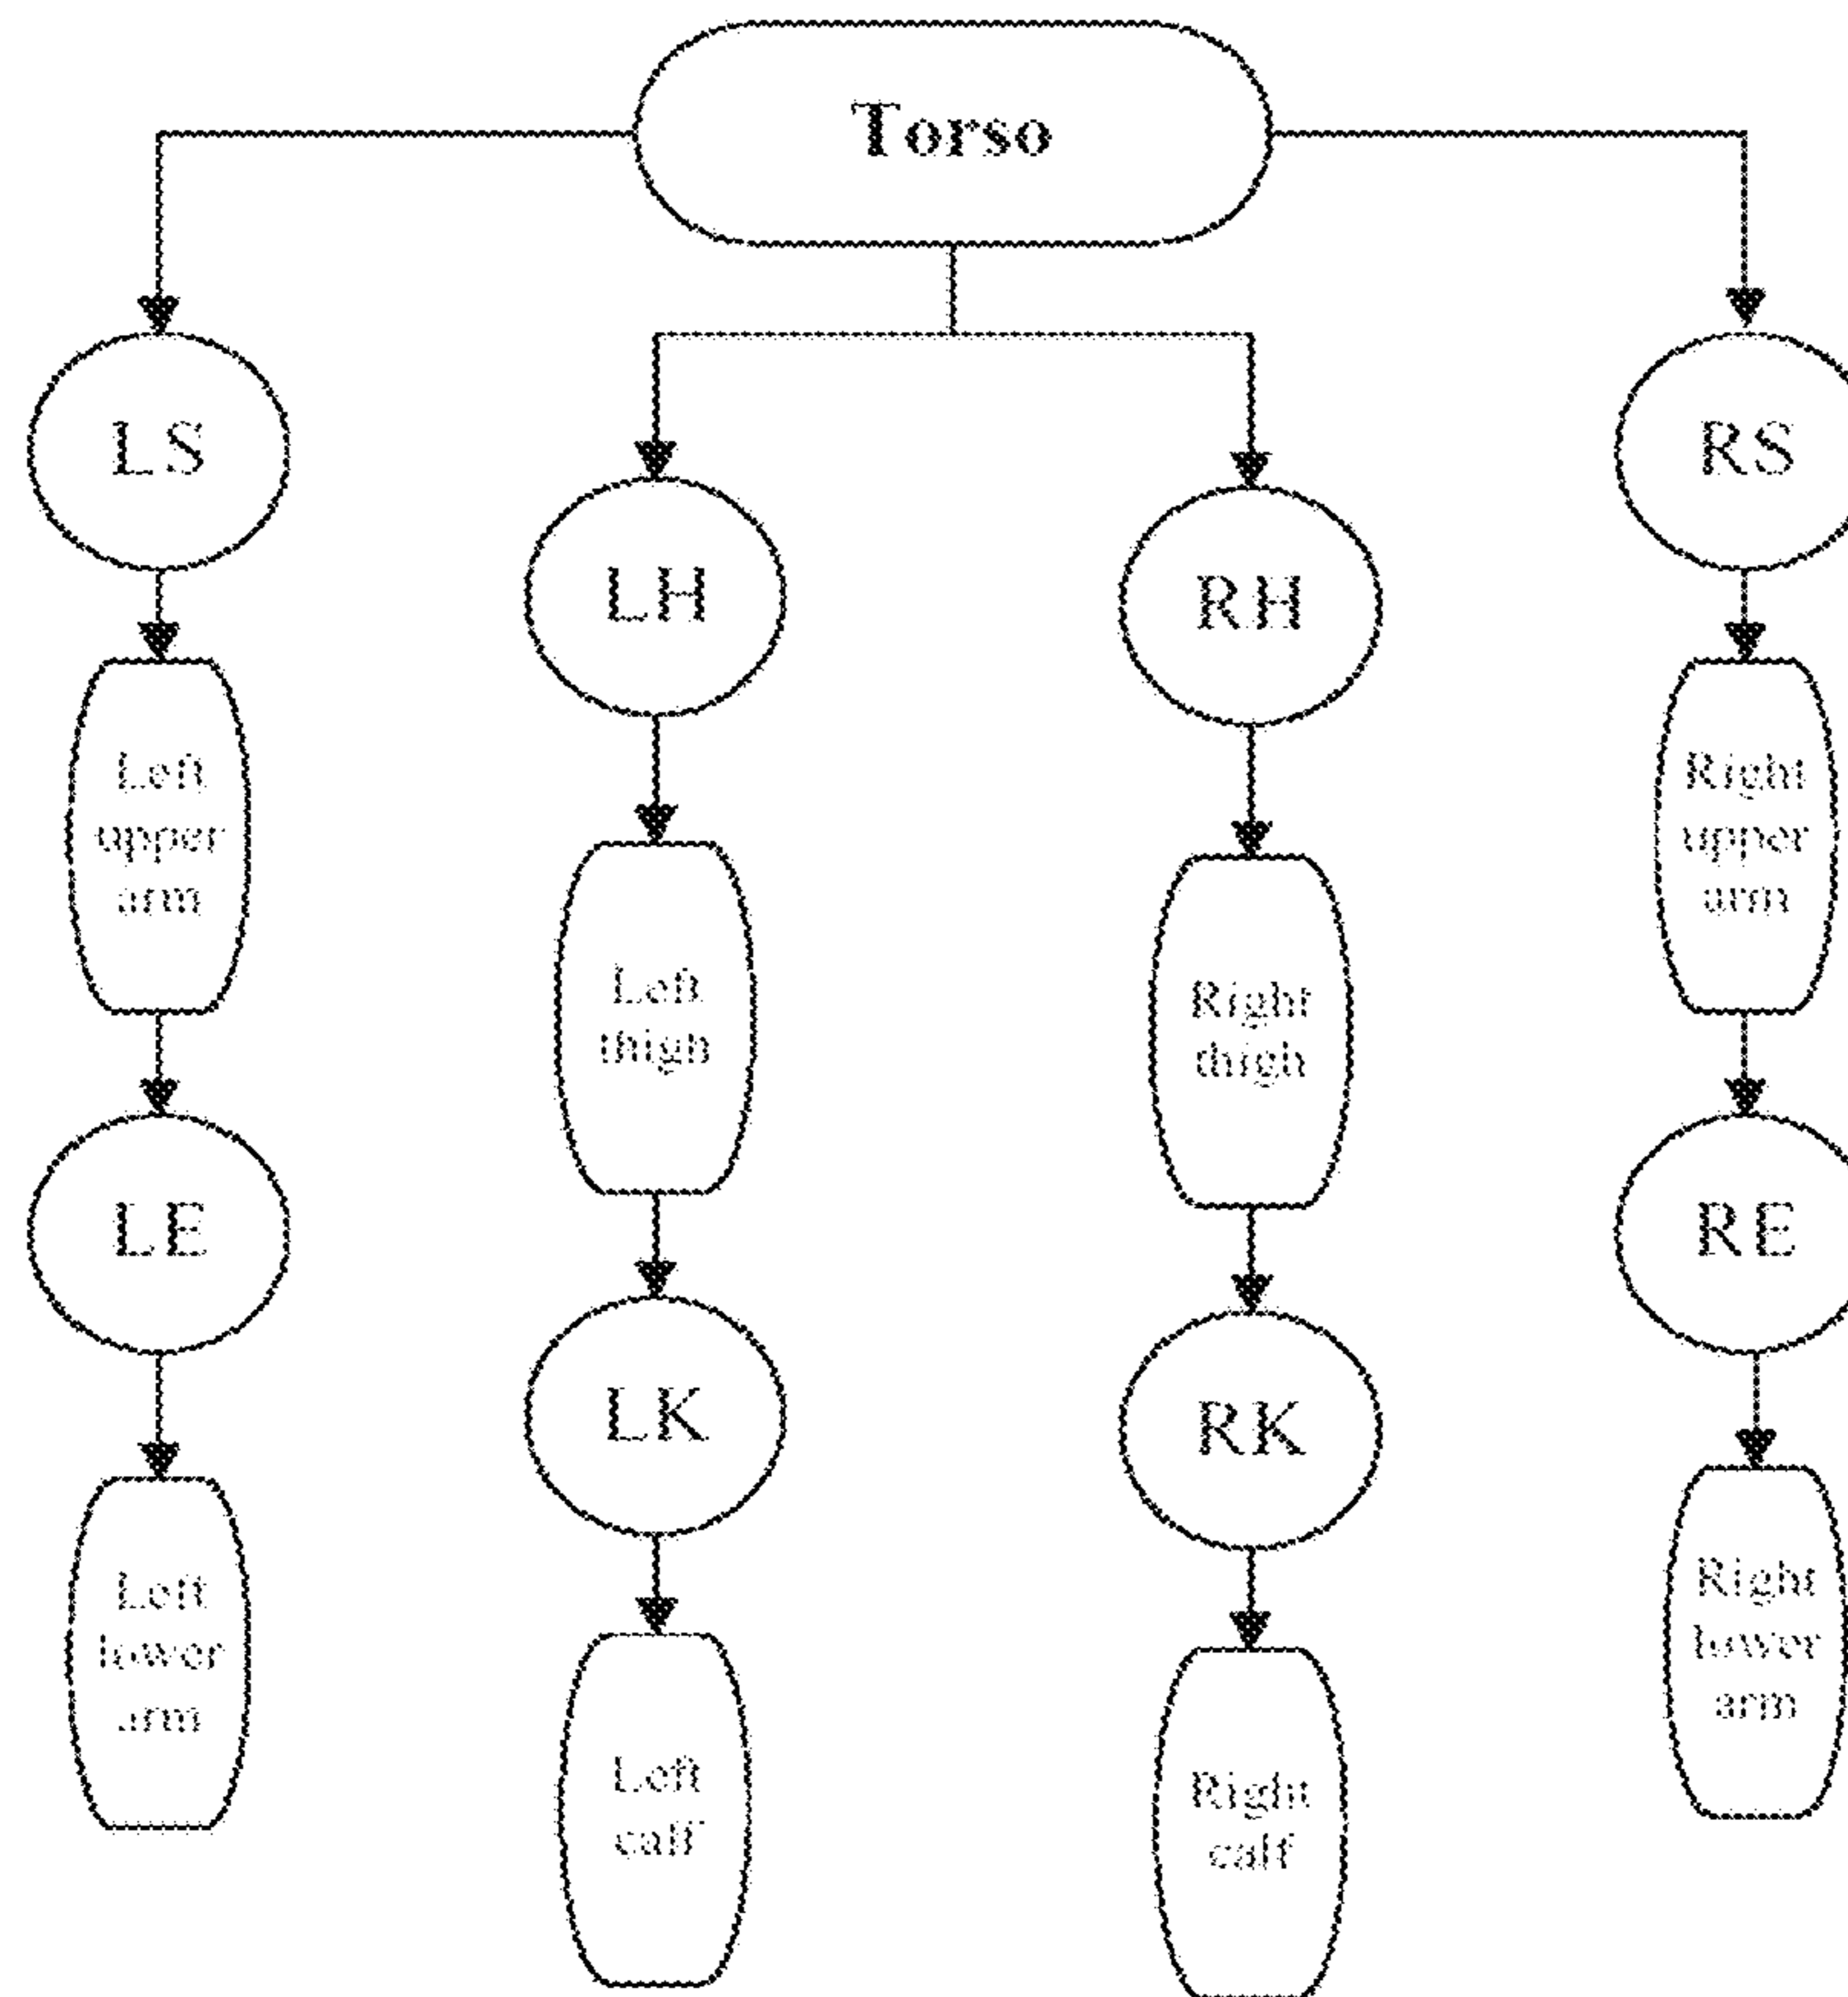 Torso
LS
RS
LH
RH
Left
upper
arm
Right
upper
arm
Left
thigh
Right
thigh
LE
RE
LK
RK
Left
lower
arm
Right
lower
arm
Left
calf
Right
calf